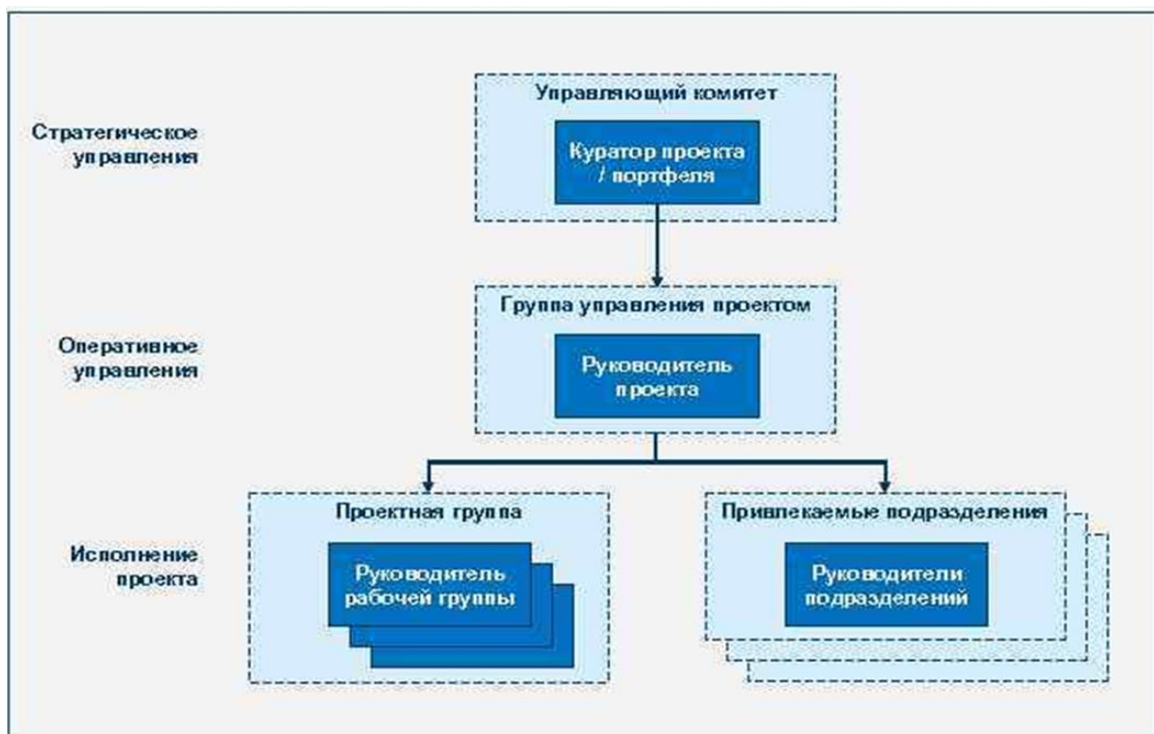 Управляющий комитет
Стратегическое
управления
Куратор проекта
/ портфеля
Группа управления проектом
Оперативное
управления
Руководитель
проекта
Проектная группа
Привлекаемые подразделения
Исполнение
проекта
Руководитель
рабочей группы
Руководители
подразделений